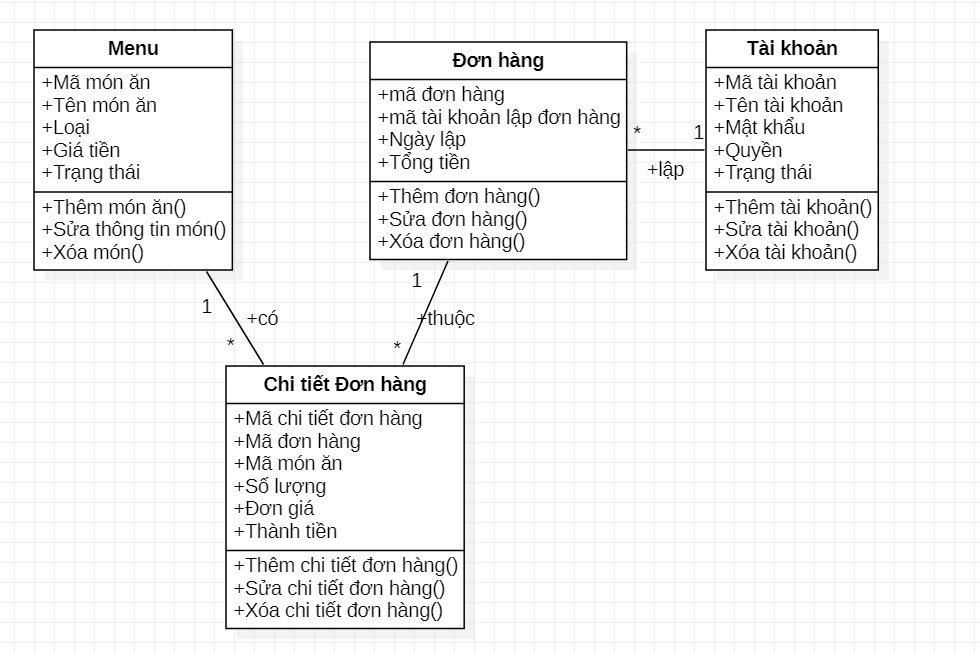 Menu
+Mã món ăn
+Tên món ăn
+Loại
+Giá tiền
+Trạng thái
+Thêm món ăn()
+Sửa thông tin món()
+Xóa món()
Đơn hàng
+mã đơn hàng
+mã tài khoản lập đơn hàng
+Ngày lập
+Tổng tiền
+Thêm đơn hàng()
+Sửa đơn hàng()
+Xóa đơn hàng()
* 1
+lập
Tài khoản
+Mã tài khoản
+Tên tài khoản
+Mật khẩu
+Quyền
+Trạng thái
+Thêm tài khoản()
+Sửa tài khoản()
+Xóa tài khoản()
1
+có
*
1
+thuộc
*
Chi tiết Đơn hàng
+Mã chi tiết đơn hàng
+Mã đơn hàng
+Mã món ăn
+Số lượng
+Đơn giá
+Thành tiền
+Thêm chi tiết đơn hàng()
+Sửa chi tiết đơn hàng()
+Xóa chi tiết đơn hàng()